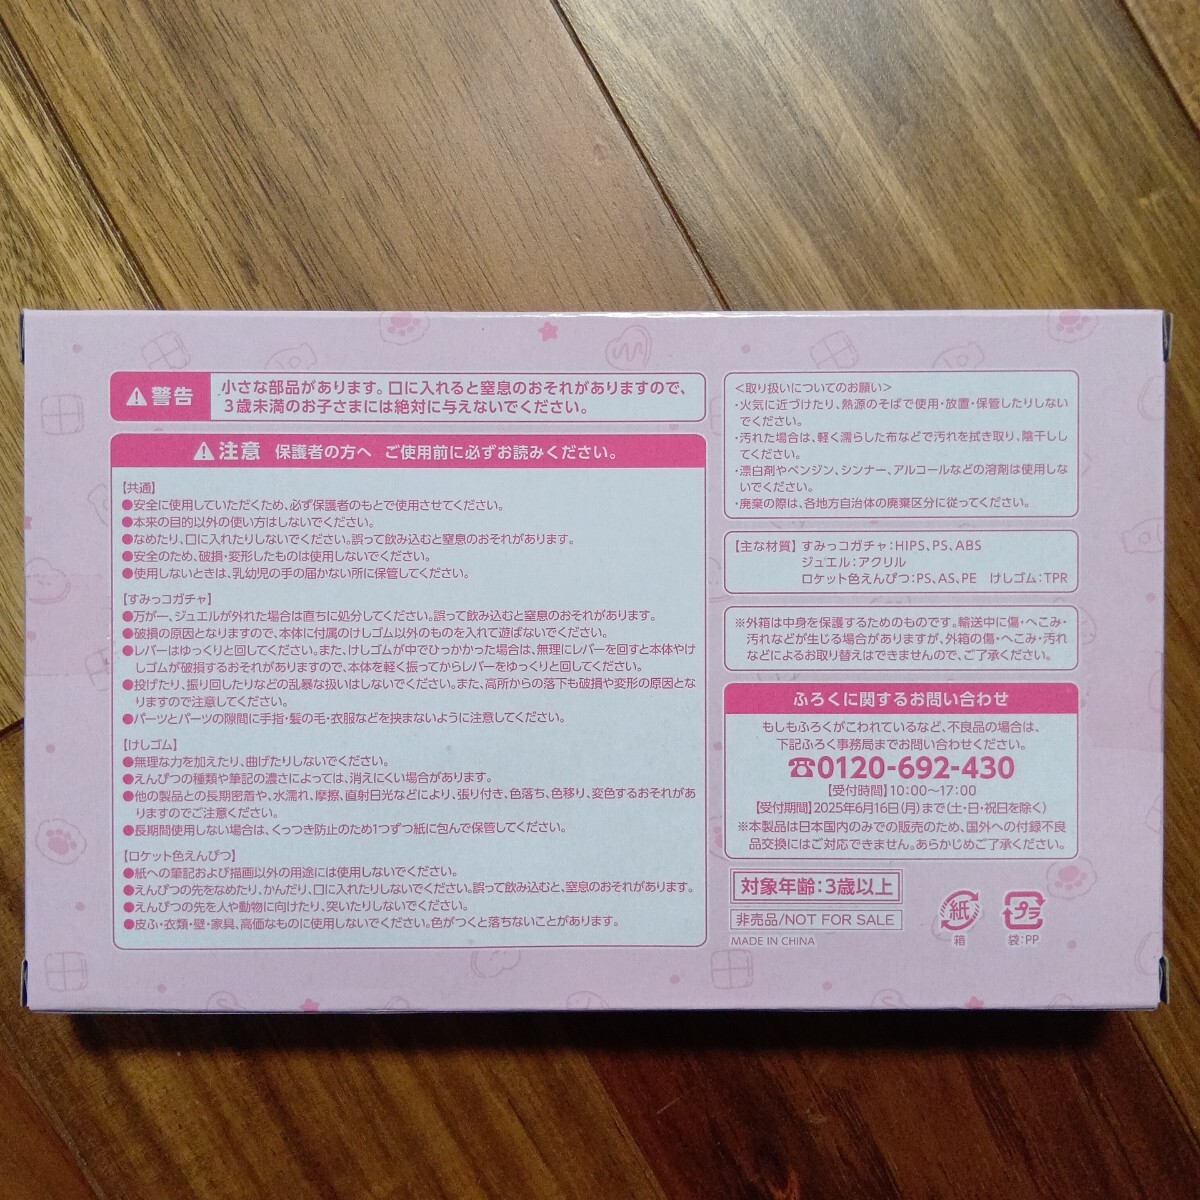 警告
小さな部品があります。口に入れると窒息のおそれがありますので、
3歳未満のお子さまには絶対に与えないでください。
注意 保護者の方へ ご使用前に必ずお読みください。
【共通】
●安全に使用していただくため、必ず保護者のもとで使用させてください。
●本来の目的以外の使い方はしないでください。
●なめたり、口に入れたりしないでください。誤って飲み込むと窒息のおそれがあります。
●安全のため、破損・変形したものは使用しないでください。
●使用しないときは、乳幼児の手の届かない所に保管してください。
【すみっコガチャ】
●万が一、ジュエルが外れた場合は直ちに処分してください。誤って飲み込むと窒息のおそれがあります。
●破損の原因となりますので、本体に付属のけしゴム以外のものを入れて遊ばないでください。
●レバーはゆっくりと回してください。また、けしゴムが中でひっかかった場合は、無理にレバーを回すと本体やけ
しゴムが破損するおそれがありますので、本体を軽く振ってからレバーをゆっくりと回してください。
●投げたり、振り回したりなどの乱暴な扱いはしないでください。また、高所からの落下も破損や変形の原因とな
りますので注意してください。
●パーツとパーツの隙間に手指・髪の毛・衣服などを挟まないように注意してください。
【けしゴム】
●無理な力を加えたり、曲げたりしないでください。
●えんぴつの種類や筆記の濃さによっては、消えにくい場合があります。
●他の製品との長期密着や、水濡れ、摩擦、直射日光などにより、張り付き、色落ち、色移り、変色するおそれがあ
りますのでご注意ください。
●長期間使用しない場合は、くっつき防止のため1つずつ紙に包んで保管してください。
【ロケット色えんぴつ】
●紙への筆記および描画以外の用途には使用しないでください。
●えんぴつの先をなめたり、かんだり、口に入れたりしないでください。誤って飲み込むと、窒息のおそれがあります。
●えんぴつの先を人や動物に向けたり、突いたりしないでください。
●皮ふ・衣類・壁・家具、高価なものに使用しないでください。色がつくと落ちないことがあります。
<取り扱いについてのお願い>
・火気に近づけたり、熱源のそばで使用・放置・保管したりしない
でください。
・汚れた場合は、軽く濡らした布などで汚れを拭き取り、陰干しし
てください。
・漂白剤やベンジン、シンナー、アルコールなどの溶剤は使用しな
いでください。
・廃棄の際は、各地方自治体の廃棄区分に従ってください。
【主な材質】すみっコガチャ:HIPS、PS、ABS
ジュエル:アクリル
ロケット色えんぴつ:PS、AS、PE けしゴム:TPR
※外箱は中身を保護するためのものです。輸送中に傷・へこみ・
汚れなどが生じる場合がありますが、外箱の傷・へこみ・汚れ
などによるお取り替えはできませんので、ご了承ください。
ふろくに関するお問い合わせ
もしもふろくがこわれているなど、不良品の場合は、
下記ふろく事務局までお問い合わせください。
☎0120-692-430
【受付時間】10:00〜17:00
【受付期間】2025年6月16日(月)まで(土・日・祝日を除く)
※本製品は日本国内のみでの販売のため、国外への付録不良
品交換にはご対応できません。あらかじめご了承ください。
対象年齢:3歳以上
非売品/NOT FOR SALE
MADE IN CHINA
紙
箱
プラ
袋:PP